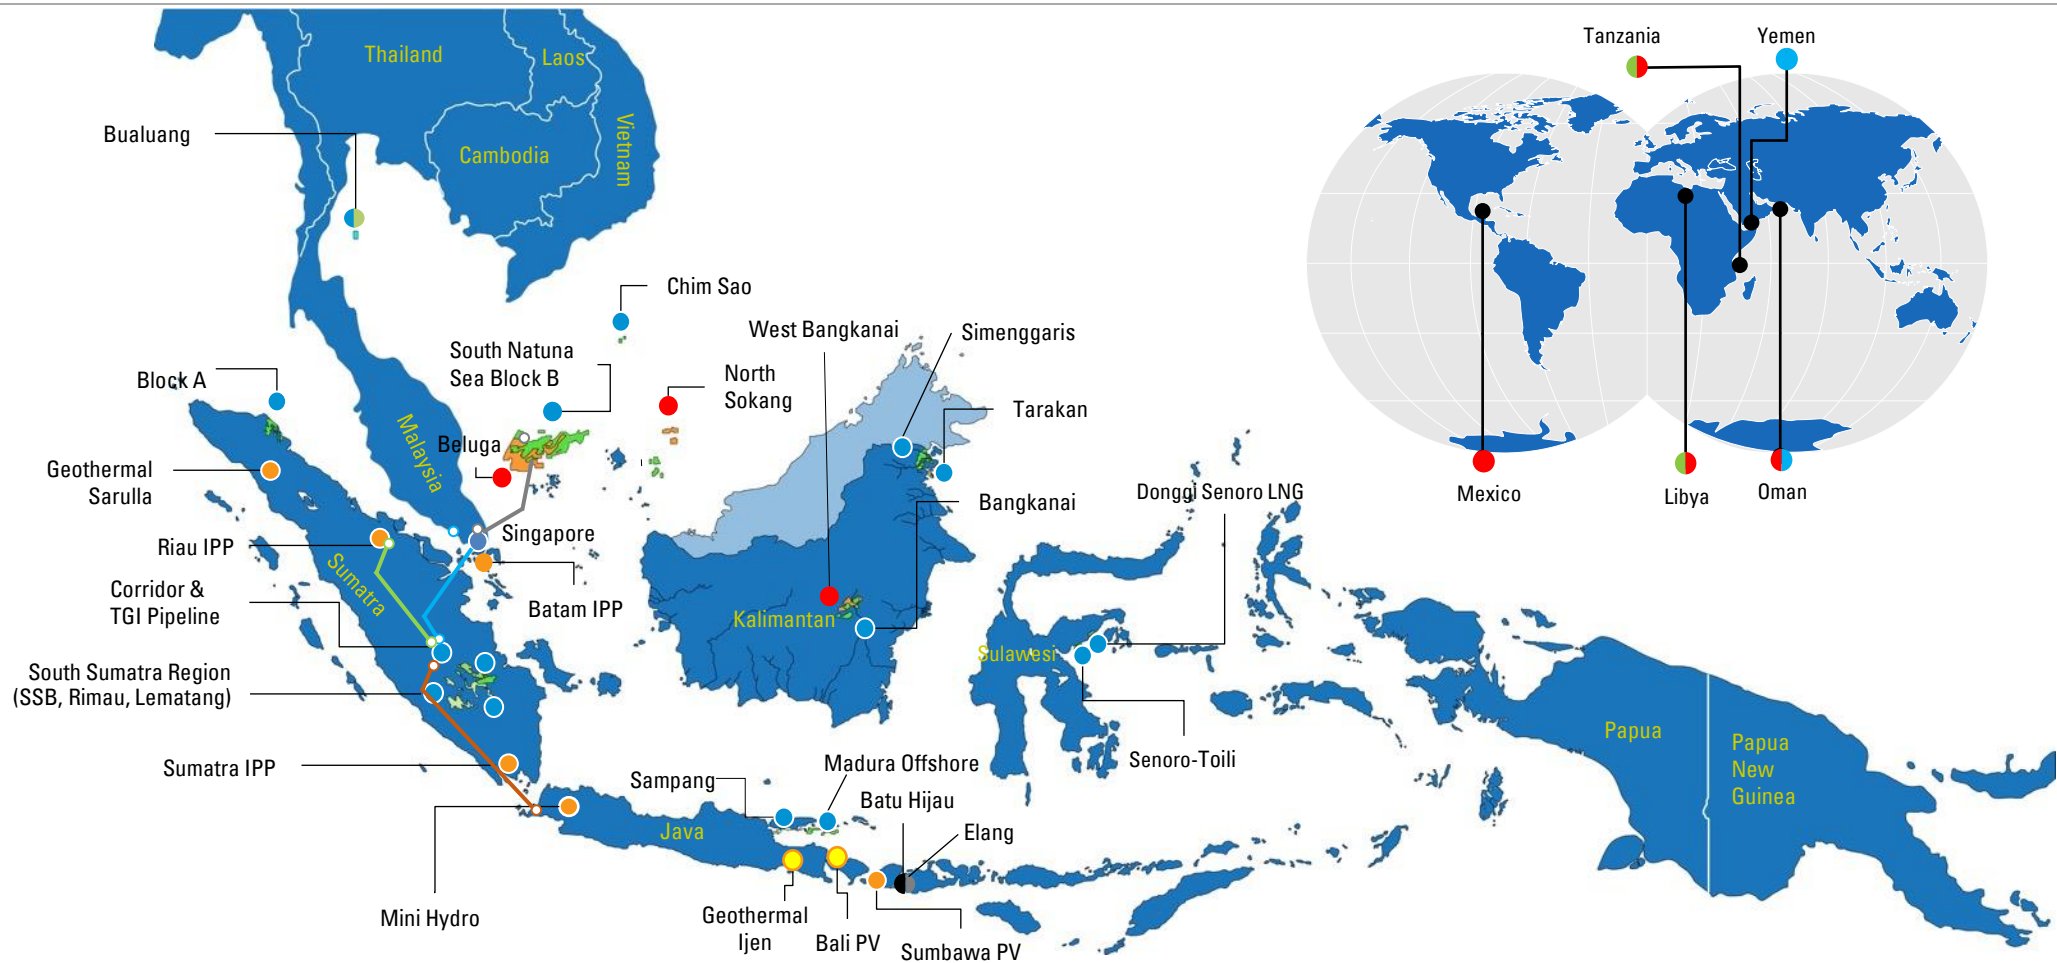 Tanzania
Yemen
Thailand
Laos
Bualuang
Vietnam
Cambodia
Chim Sao
West Bangkanai
Simenggaris
South Natuna
Sea Block B
North
Sokang
Block A
Tarakan
Malaysia
Beluga
Geothermal
Sarulla
Donggi Senoro LNG
Mexico
Libya
Oman
Bangkanai
Singapore
Riau IPP
Sumatra
Corridor &
TGI Pipeline
Batam IPP
Kalimantan
Sulawesi
South Sumatra Region
(SSB, Rimau, Lematang)
Papua
Papua
New
Guinea
Senoro-Toili
Sumatra IPP
Sampang
Madura Offshore
Batu Hijau
Java
Elang
Mini Hydro
Geothermal
Ijen
Bali PV
Sumbawa PV